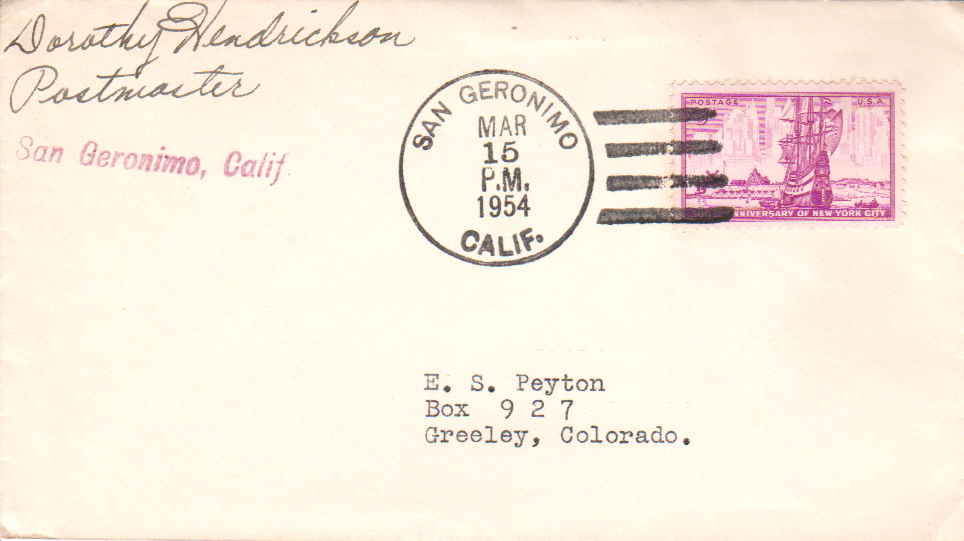 Dorothy Hendrickson
Postmaster
San Geronimo, Calif
SAN GERONIMO
MAR
15
P.M.
1954
CALIF.
POSTAGE U.S.A.
ANNIVERSARY OF NEW YORK CITY
E. S. Peyton
Box 9 2 7
Greeley, Colorado.